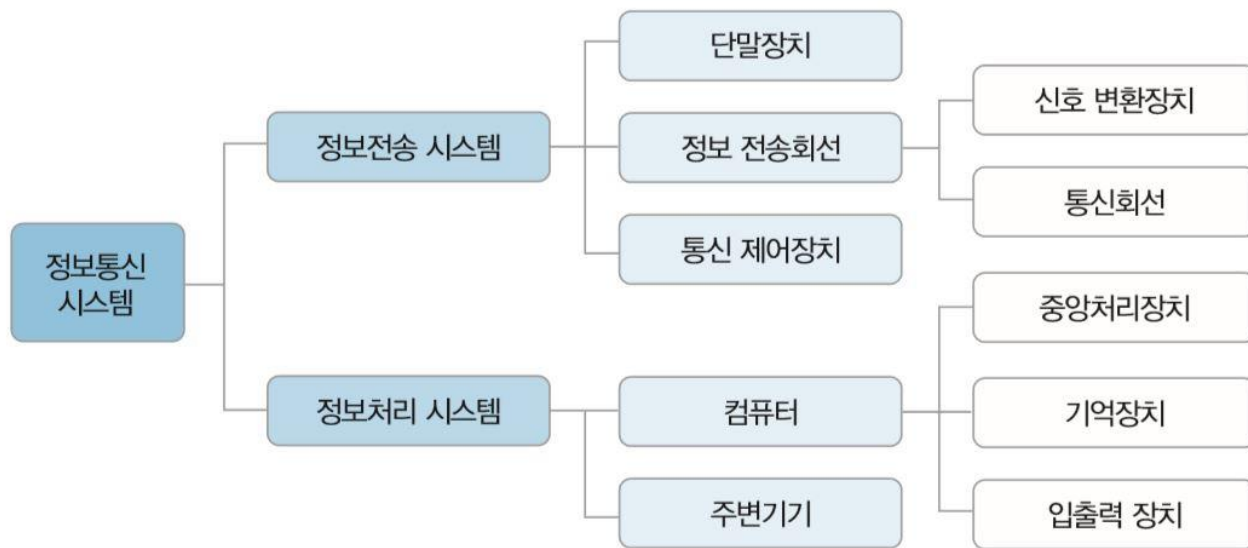 정보통신
시스템
정보전송 시스템
단말장치
정보 전송회선
신호 변환장치
통신회선
통신 제어장치
정보처리 시스템
컴퓨터
중앙처리장치
기억장치
입출력 장치
주변기기